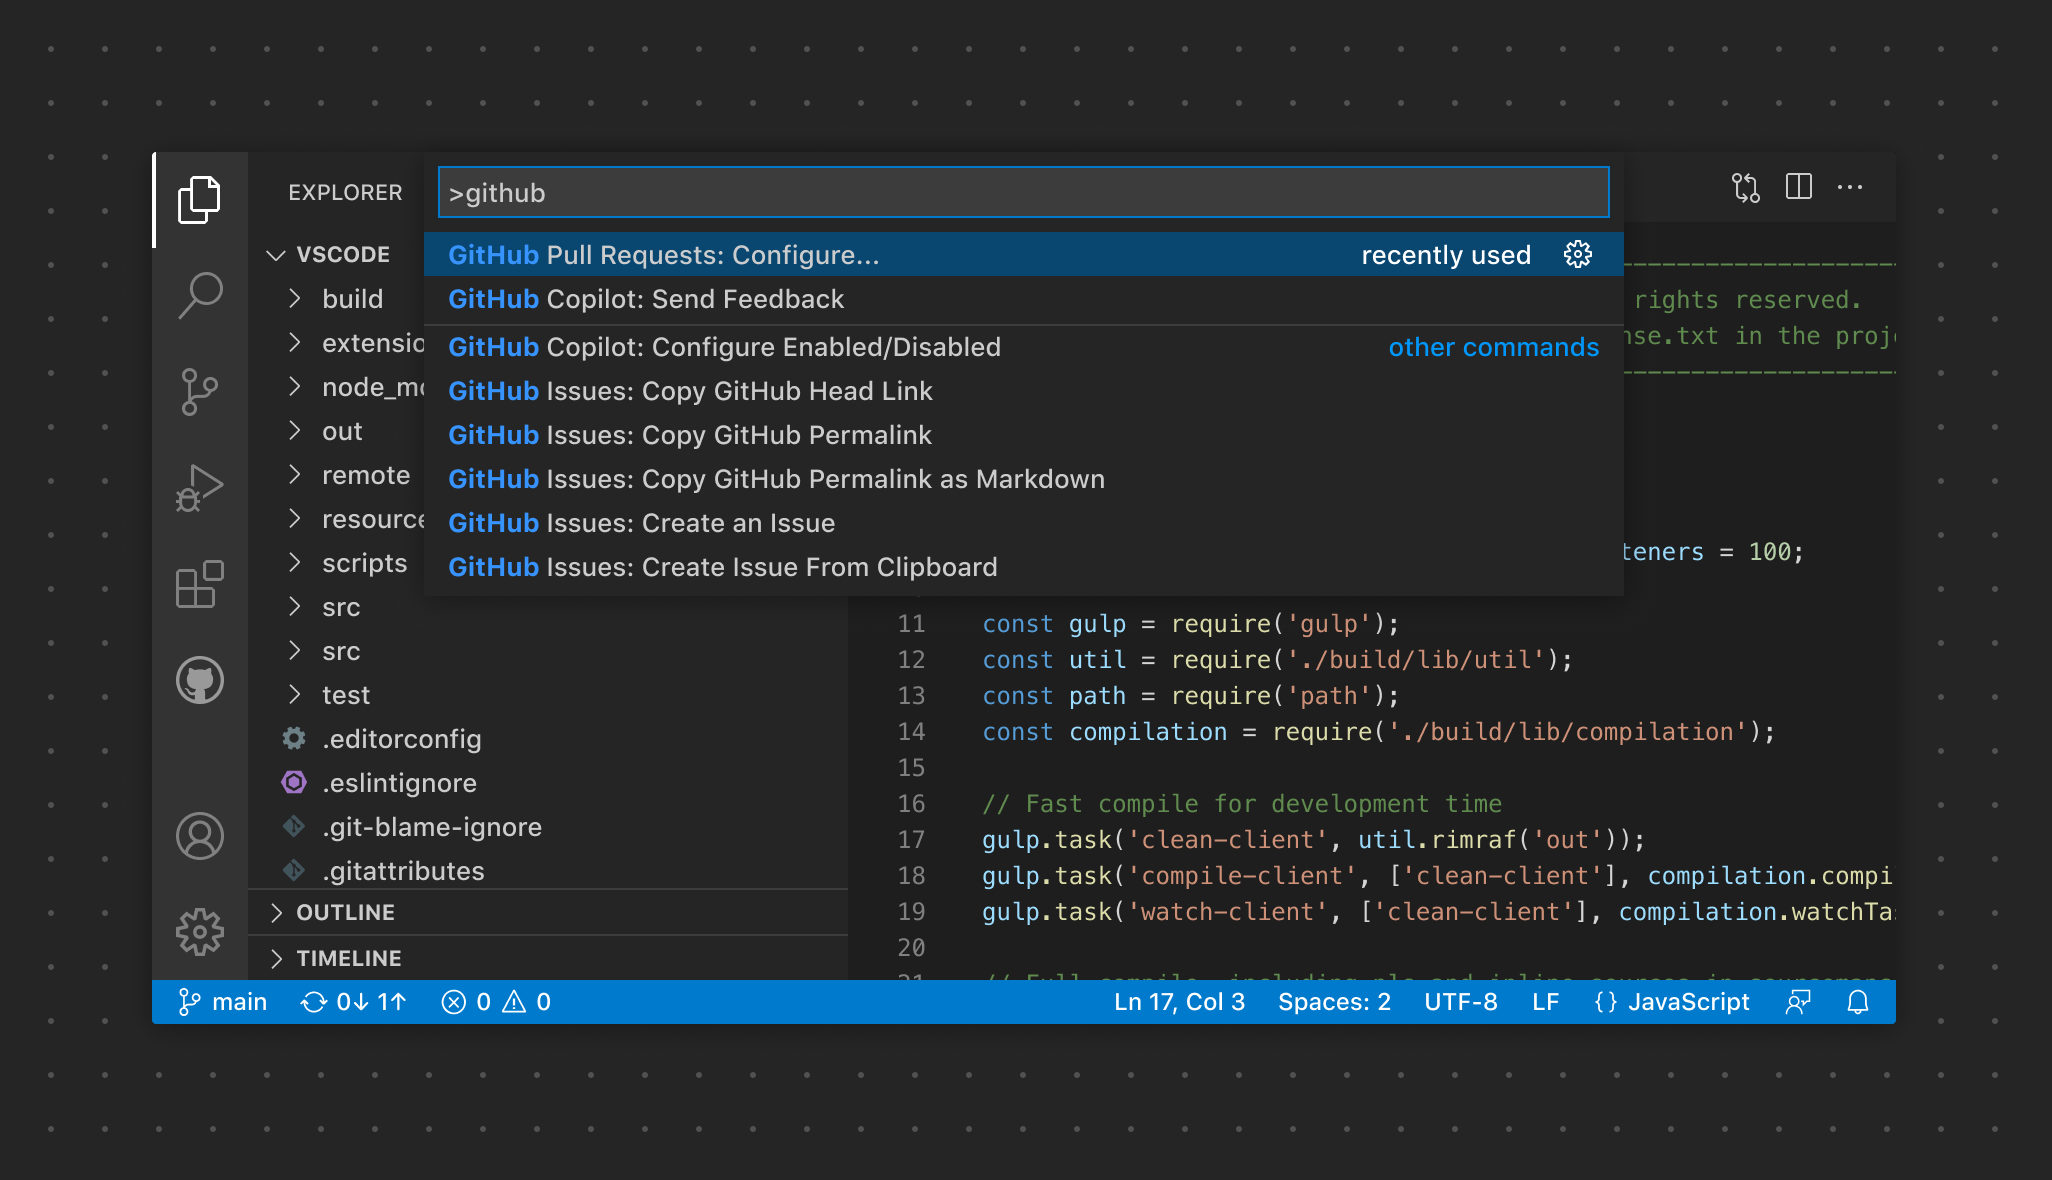 EXPLORER
VSCODE
build
out
remote
scripts
src
src
test
.editorconfig
.eslintignore
.git-blame-ignore
.gitattributes
OUTLINE
TIMELINE
>github
GitHub Pull Requests: Configure... recently used
GitHub Copilot: Send Feedback
GitHub Copilot: Configure Enabled/Disabled other commands
GitHub Issues: Copy GitHub Head Link
GitHub Issues: Copy GitHub Permalink
GitHub Issues: Copy GitHub Permalink as Markdown
GitHub Issues: Create an Issue
GitHub Issues: Create Issue From Clipboard
rights reserved.
nse.txt in the proje
teners = 100;
11 const gulp = require('gulp');
12 const util = require('./build/lib/util');
13 const path = require('path');
14 const compilation = require('./build/lib/compilation');
15
16 // Fast compile for development time
17 gulp.task('clean-client', util.rimraf('out'));
18 gulp.task('compile-client', ['clean-client'], compilation.compi
19 gulp.task('watch-client', ['clean-client'], compilation.watchTa
20
main 0↓ 1↑ 0 0 Ln 17, Col 3 Spaces: 2 UTF-8 LF {} JavaScript